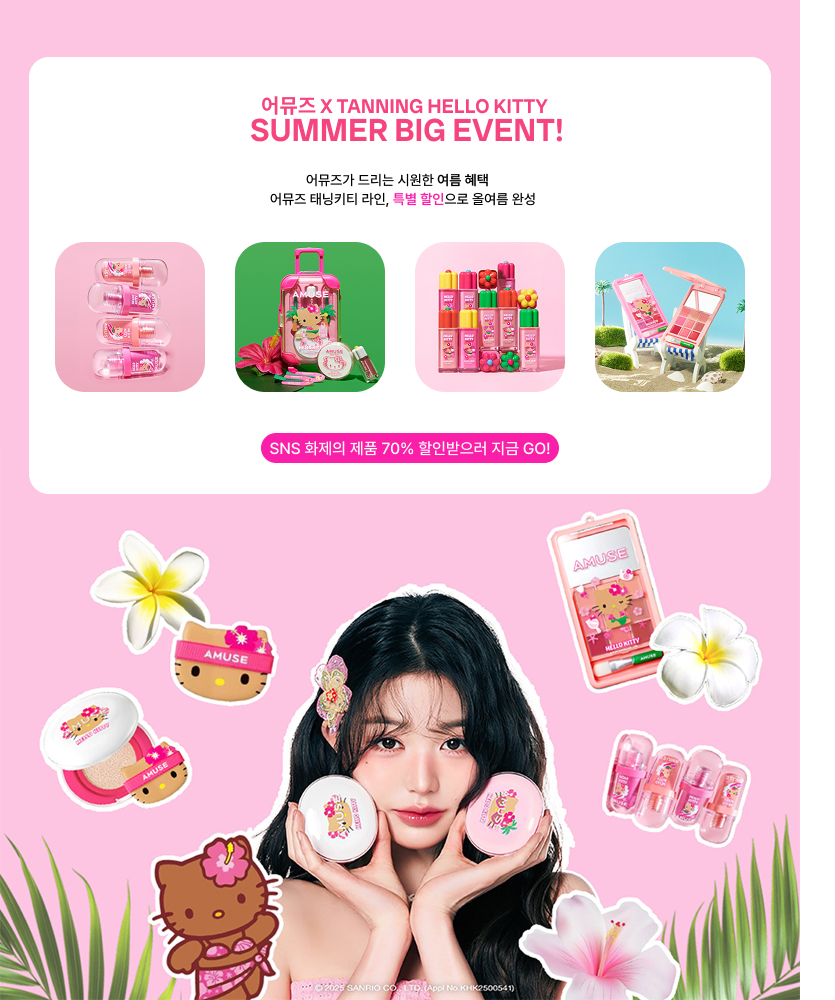 어뮤즈 X TANNING HELLO KITTY
SUMMER BIG EVENT!
어뮤즈가 드리는 시원한 여름 혜택
어뮤즈 태닝키티 라인, 특별 할인으로 올여름 완성
AMUSE
AMUSE
SNS 화제의 제품 70% 할인받으러 지금 GO!
AMUSE
HELLO KITTY
AMUSE
AMUSE
AMUSE
© 2025 SANRIO CO., LTD. (Appl No.KHK2500541)